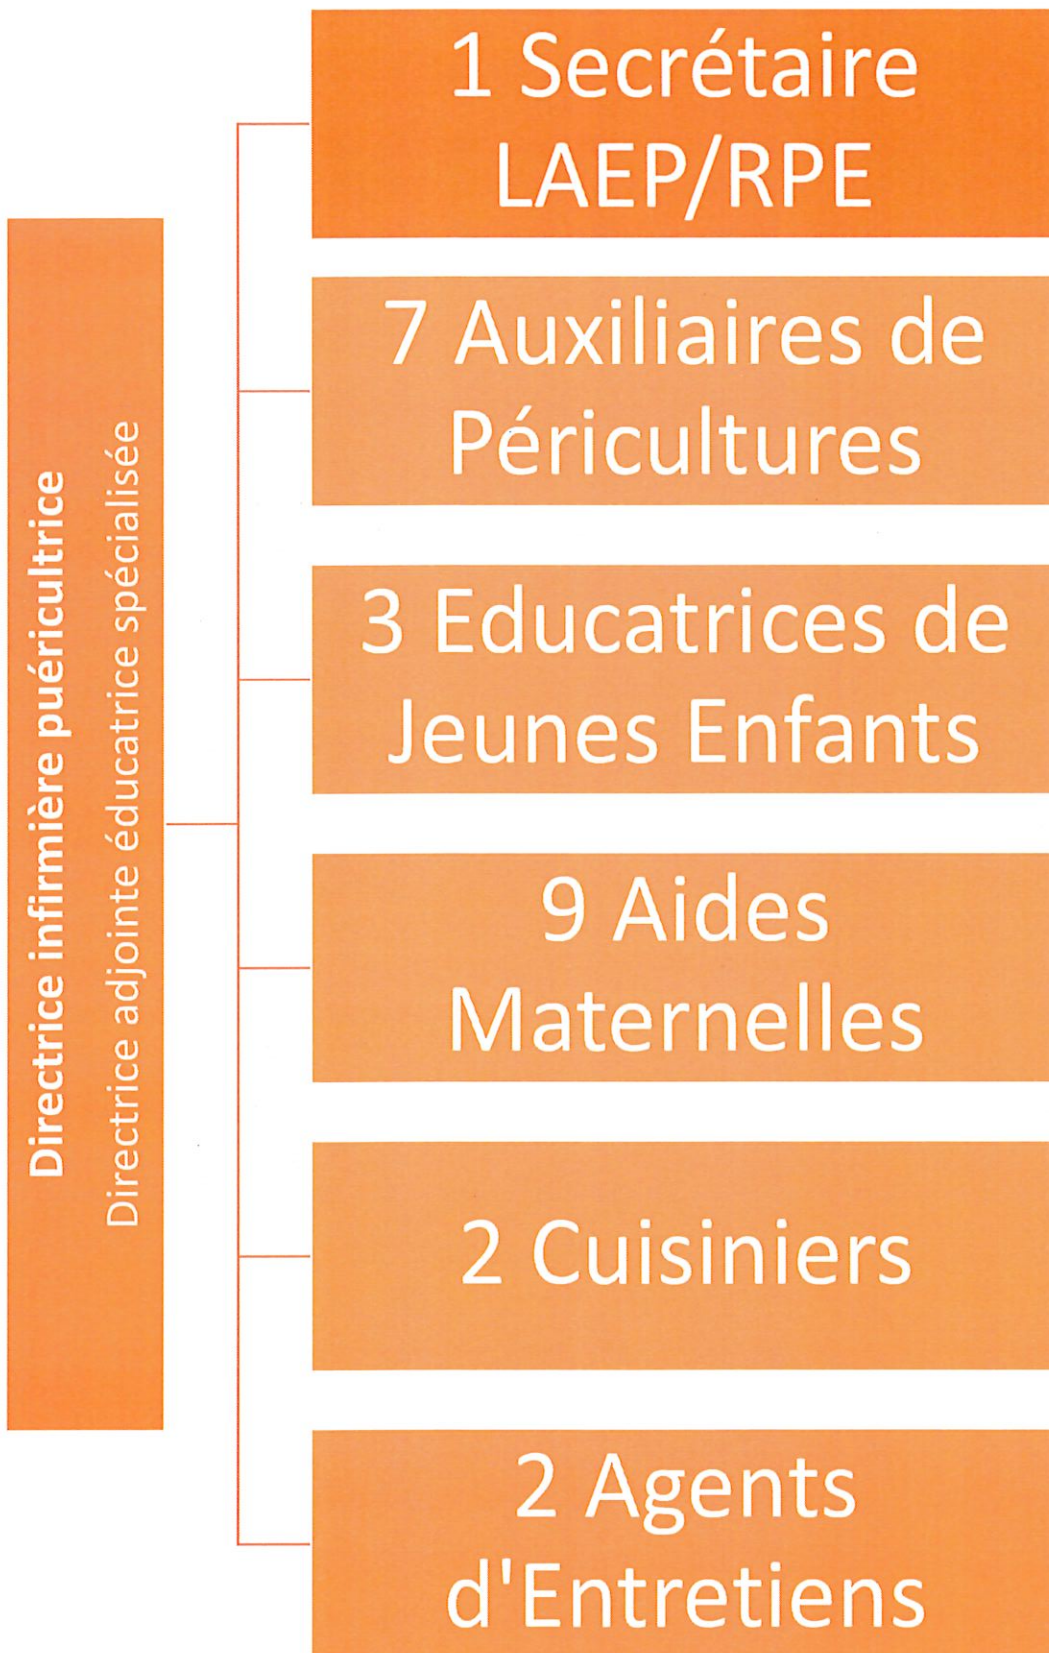 Directrice infirmière puéricultrice
Directrice adjointe éducatrice spécialisée
1 Secrétaire
LAEP/RPE
7 Auxiliaires de
Péricultures
3 Educatrices de
Jeunes Enfants
9 Aides
Maternelles
2 Cuisiniers
2 Agents
d'Entretiens